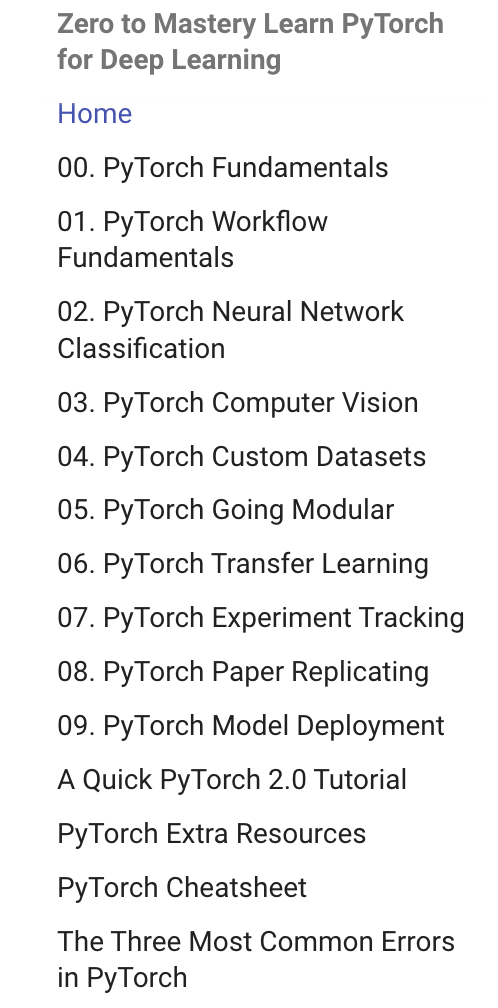 Zero to Mastery Learn PyTorch
for Deep Learning
Home
00. PyTorch Fundamentals
01. PyTorch Workflow
Fundamentals
02. PyTorch Neural Network
Classification
03. PyTorch Computer Vision
04. PyTorch Custom Datasets
05. PyTorch Going Modular
06. PyTorch Transfer Learning
07. PyTorch Experiment Tracking
08. PyTorch Paper Replicating
09. PyTorch Model Deployment
A Quick PyTorch 2.0 Tutorial
PyTorch Extra Resources
PyTorch Cheatsheet
The Three Most Common Errors
in PyTorch